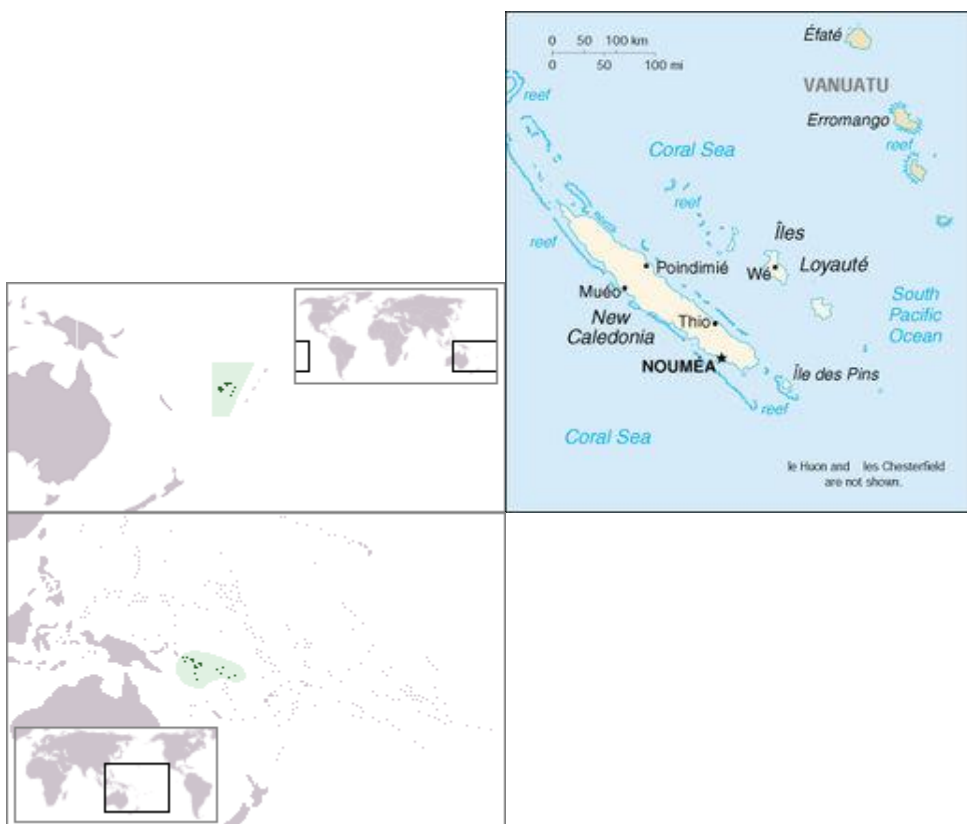 0 50 100 km
0 50 100 mi
Éfaté
VANUATU
reef
Erromango
reef
Coral Sea
reef
reef
Îles
Loyauté
Wé
Poindimié
Muéo
New
Caledonia
Thio
NOUMÉA
South
Pacific
Ocean
Île des Pins
reef
Coral Sea
le Huon and les Chesterfield
are not shown.